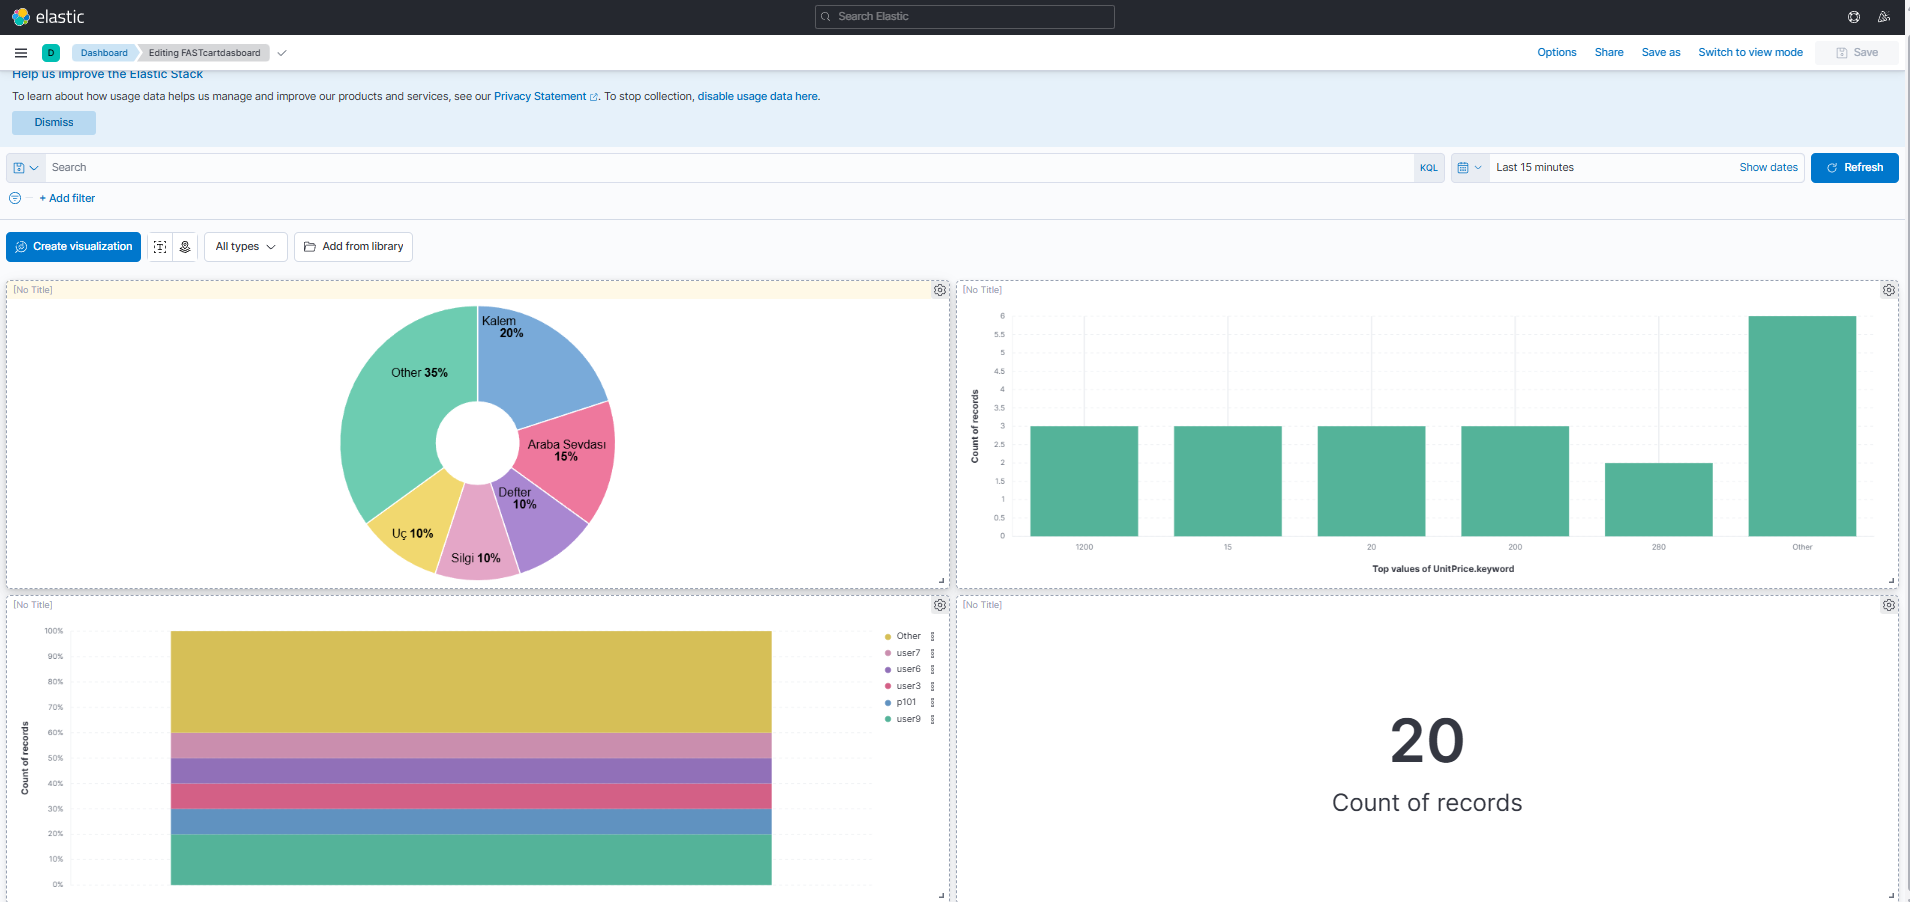 elastic
Search Elastic
D
Dashboard
Editing FASTcartdasboard
Options
Share
Save as
Switch to view mode
Save
Help us improve the Elastic Stack
To learn about how usage data helps us manage and improve our products and services, see our Privacy Statement. To stop collection, disable usage data here.
Dismiss
Search
KQL
Last 15 minutes
Show dates
Refresh
+ Add filter
Create visualization
All types
Add from library
[No Title]
Kalem
20%
Other 35%
Araba Sevdası
15%
Defter
10%
Uç 10%
Silgi 10%
[No Title]
6
5.5
5
4.5
4
3.5
3
2.5
2
1.5
1
0.5
0
Count of records
1200
15
20
200
280
Other
Top values of UnitPrice.keyword
[No Title]
100%
90%
80%
70%
60%
50%
40%
30%
20%
10%
0%
Count of records
Other
user7
user6
user3
p101
user9
[No Title]
20
Count of records